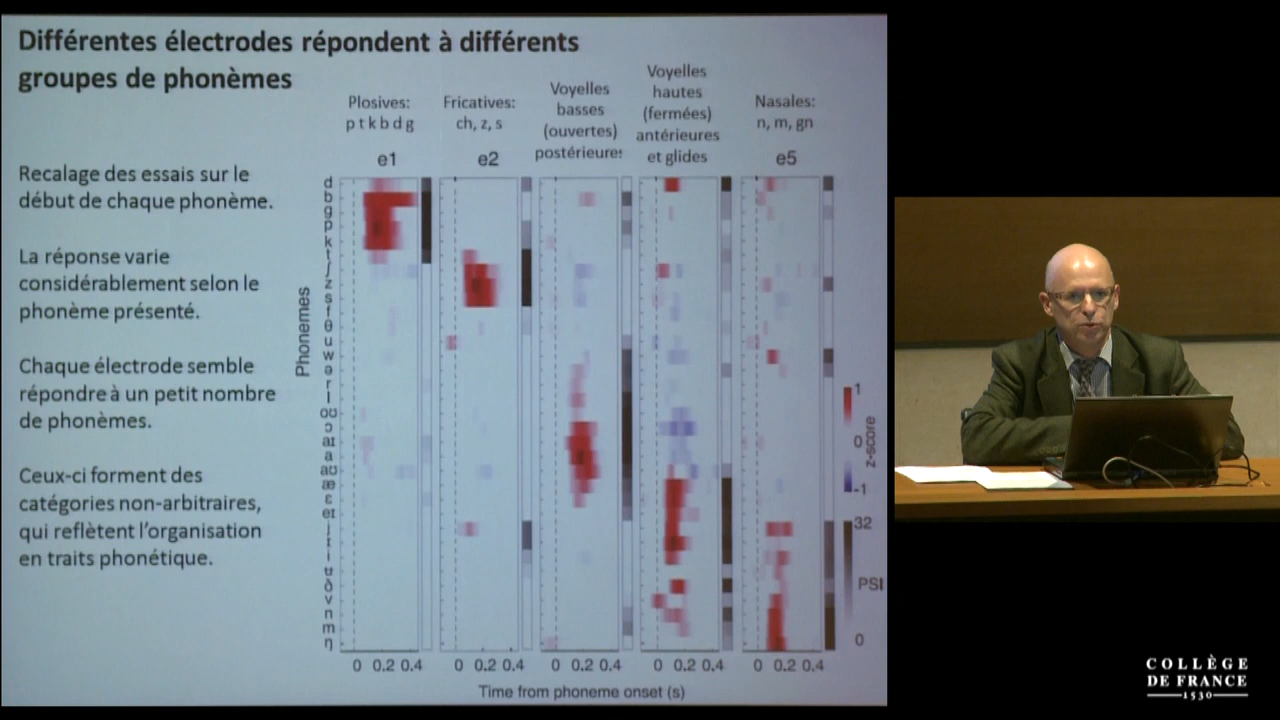 Différentes électrodes répondent à différents
groupes de phonèmes
Recalage des essais sur le
début de chaque phonème.
La réponse varie
considérablement selon le
phonème présenté.
Chaque électrode semble
répondre à un petit nombre
de phonèmes.
Ceux-ci forment des
catégories non-arbitraires,
qui reflètent l'organisation
en traits phonétique.
Plosives:
p t k b d g
e1
Fricatives:
ch, z, s
e2
Voyelles
basses
(ouvertes)
postérieures
Voyelles
hautes
(fermées)
antérieures
et glides
Nasales:
n, m, gn
e5
Phonemes
d
b
g
p
k
t
ʃ
z
s
f
θ
u
w
ɚ
r
l
oʊ
ɔ
aɪ
a
aʊ
æ
ɛ
eɪ
j
ɪ
i
ʊ
ð
v
n
m
ŋ
0 0.2 0.4
0 0.2 0.4
0 0.2 0.4
0 0.2 0.4
0 0.2 0.4
Time from phoneme onset (s)
1
0
-1
z-score
32
0
PSI
COLLÈGE
DE FRANCE
1530